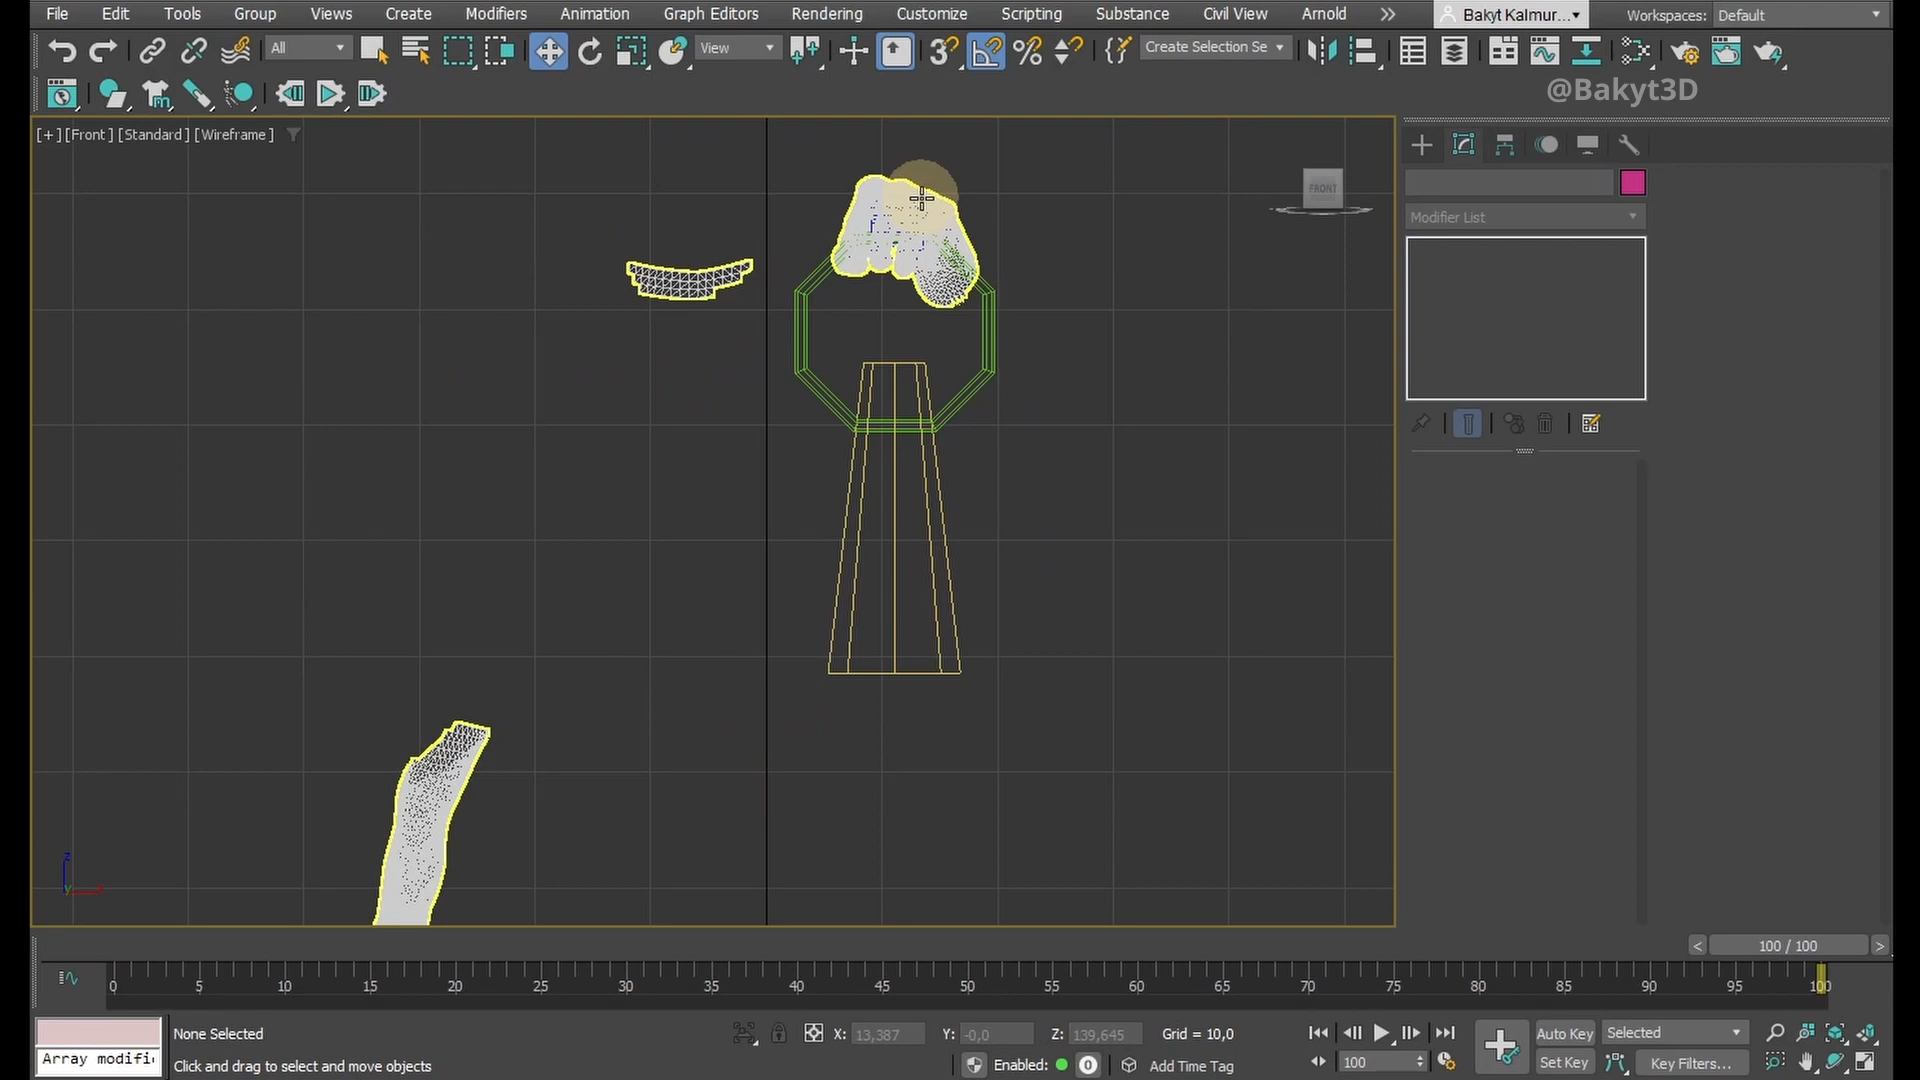 File Edit Tools Group Views Create Modifiers Animation Graph Editors Rendering Customize Scripting Substance Civil View Arnold Bakyt Kalmur... Workspaces: Default
All View Create Selection Se
@Bakyt3D
[+] [Front] [Standard] [Wireframe]
FRONT
Modifier List
z
y
100 / 100
0 5 10 15 20 25 30 35 40 45 50 55 60 65 70 75 80 85 90 95 100
None Selected X: 13,387 Y: -0,0 Z: 139,645 Grid = 10,0 Auto Key Selected
Array modifi
Click and drag to select and move objects Enabled: 0 Add Time Tag 100 Set Key Key Filters...